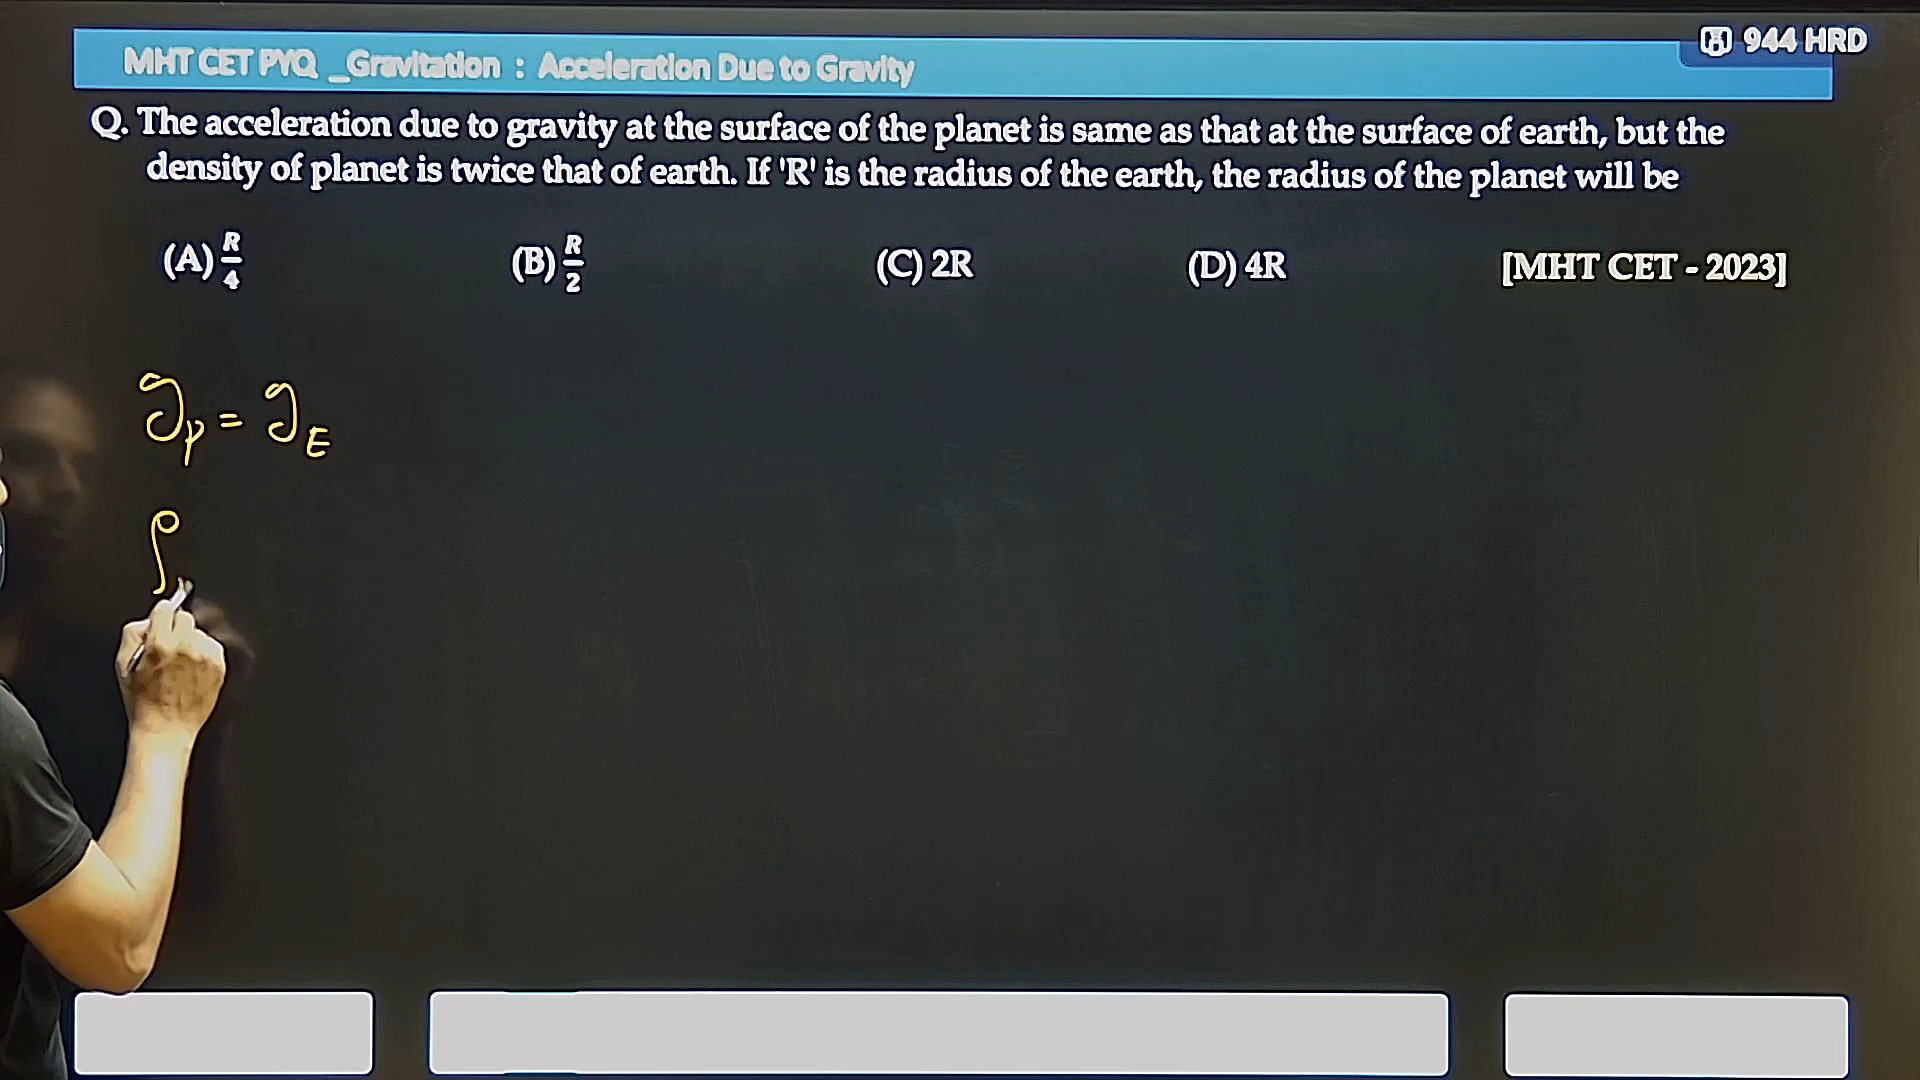 944 HRD
MHT CET PYQ _Gravitation : Acceleration Due to Gravity
Q. The acceleration due to gravity at the surface of the planet is same as that at the surface of earth, but the
density of planet is twice that of earth. If 'R' is the radius of the earth, the radius of the planet will be
(A) R/4 (B) R/2 (C) 2R (D) 4R [MHT CET - 2023]
g_p = g_E
ρ